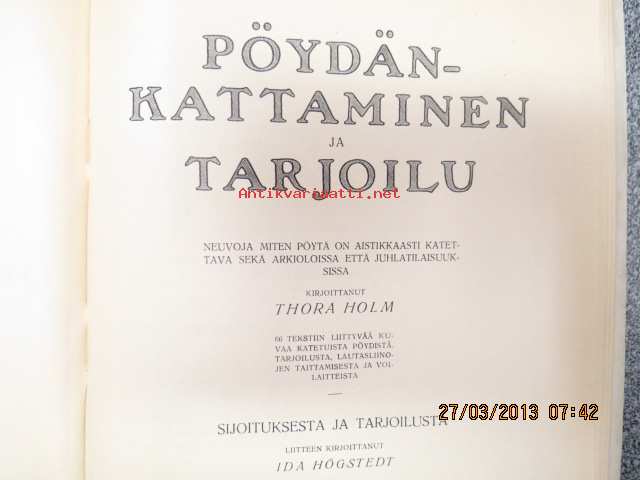 PÖYDÄN-
KATTAMINEN
JA
TARJOILU
Antikvariaatti.net
NEUVOJA MITEN PÖYTÄ ON AISTIKKAASTI KATET-
TAVA SEKÄ ARKIOLOISSA ETTÄ JUHLATILAISUUK-
SISSA
KIRJOITTANUT
THORA HOLM
66 TEKSTIIN LIITTYVÄÄ KU-
VAA KATETUISTA PÖYDISTÄ,
TARJOILUSTA, LAUTASLIINO-
JEN TAITTAMISESTA JA VOI-
LAITTEISTA
27/03/2013 07:42
SIJOITUKSESTA JA TARJOILUSTA
LIITTEEN KIRJOITTANUT
IDA HÖGSTEDT